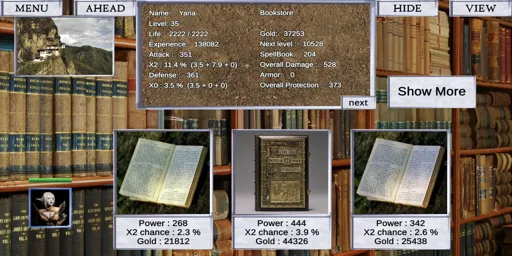 MENU
AHEAD
HIDE
VIEW
Name Yana
Bookstore
Level: 35
Life 2222 / 2222
Gold: 37253
Experience 138082
Next level : 10528
Attack 351
SpellBook : 204
X2 : 11.4 % (3.5 + 7.9 + 0)
Overall Damage : 528
Defense : 361
Armor : 0
X0 : 3.5 % (3.5 + 0 + 0)
Overall Protection : 373
next
Show More
Power : 268
X2 chance : 2.3 %
Gold : 21812
Power : 444
X2 chance : 3.9 %
Gold : 44326
Power : 342
X2 chance : 2.6 %
Gold : 25438